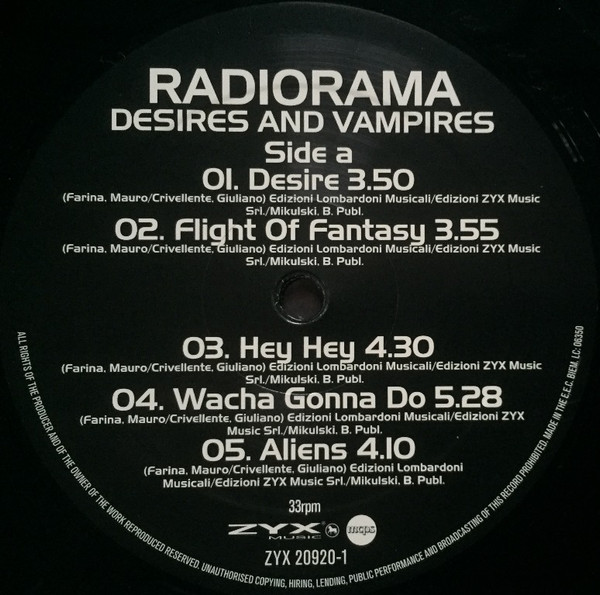 RADIORAMA
DESIRES AND VAMPIRES
Side a
01. Desire 3.50
(Farina, Mauro/Crivellente, Giuliano) Edizioni Lombardoni Musicali/Edizioni ZYX Music
Srl./Mikulski, B. Publ.
02. Flight Of Fantasy 3.55
(Farina, Mauro/Crivellente, Giuliano) Edizioni Lombardoni Musicali/Edizioni ZYX Music
Srl./Mikulski, B. Publ.
03. Hey Hey 4.30
(Farina, Mauro/Crivellente, Giuliano) Edizioni Lombardoni Musicali/Edizioni ZYX Music
Srl./Mikulski, B. Publ.
04. Wacha Gonna Do 5.28
(Farina, Mauro/Crivellente, Giuliano) Edizioni Lombardoni Musicali/Edizioni ZYX
Music Srl./Mikulski, B. Publ.
05. Aliens 4.10
(Farina, Mauro/Crivellente, Giuliano) Edizioni Lombardoni
Musicali/Edizioni ZYX Music Srl./Mikulski, B. Publ.
33rpm
ZYX MUSIC mcps
ZYX 20920-1
ALL RIGHTS OF THE PRODUCER AND OF THE OWNER OF THE WORK REPRODUCED RESERVED, UNAUTHORISED COPYING, HIRING, LENDING, PUBLIC PERFORMANCE AND BROADCASTING OF THIS RECORD PROHIBITED. MADE IN THE E.E.C. BIEM. LC: 06350